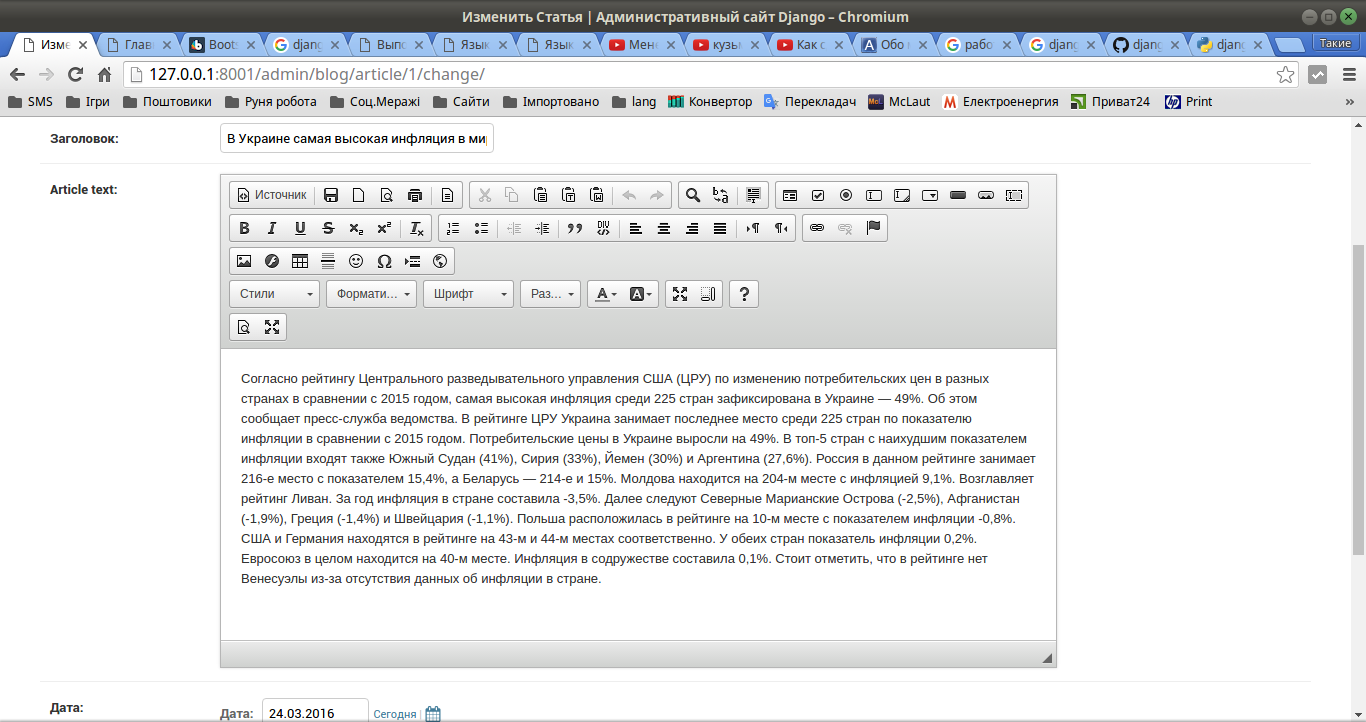 Изменить Статья | Административный сайт Django – Chromium
Изме Глав Boots djang Выпо Язык Язык Мен кузь Как с Обо рабо djang djang djang Такие
127.0.0.1:8001/admin/blog/article/1/change/
SMS Ігри Поштовики Руня робота Соц.Меражі Сайти Імпортовано lang Конвертор Перекладач McLaut Електроенергия Приват24 Print »
Заголовок: В Украине самая высокая инфляция в ми
Article text:
Источник
B I U S x₂ x² Iₓ DIV
Стили Формати... Шрифт Раз... A A ?
Согласно рейтингу Центрального разведывательного управления США (ЦРУ) по изменению потребительских цен в разных
странах в сравнении с 2015 годом, самая высокая инфляция среди 225 стран зафиксирована в Украине — 49%. Об этом
сообщает пресс-служба ведомства. В рейтинге ЦРУ Украина занимает последнее место среди 225 стран по показателю
инфляции в сравнении с 2015 годом. Потребительские цены в Украине выросли на 49%. В топ-5 стран с наихудшим показателем
инфляции входят также Южный Судан (41%), Сирия (33%), Йемен (30%) и Аргентина (27,6%). Россия в данном рейтинге занимает
216-е место с показателем 15,4%, а Беларусь — 214-е и 15%. Молдова находится на 204-м месте с инфляцией 9,1%. Возглавляет
рейтинг Ливан. За год инфляция в стране составила -3,5%. Далее следуют Северные Марианские Острова (-2,5%), Афганистан
(-1,9%), Греция (-1,4%) и Швейцария (-1,1%). Польша расположилась в рейтинге на 10-м месте с показателем инфляции -0,8%.
США и Германия находятся в рейтинге на 43-м и 44-м местах соответственно. У обеих стран показатель инфляции 0,2%.
Евросоюз в целом находится на 40-м месте. Инфляция в содружестве составила 0,1%. Стоит отметить, что в рейтинге нет
Венесуэлы из-за отсутствия данных об инфляции в стране.
Дата: Дата: 24.03.2016 Сегодня |